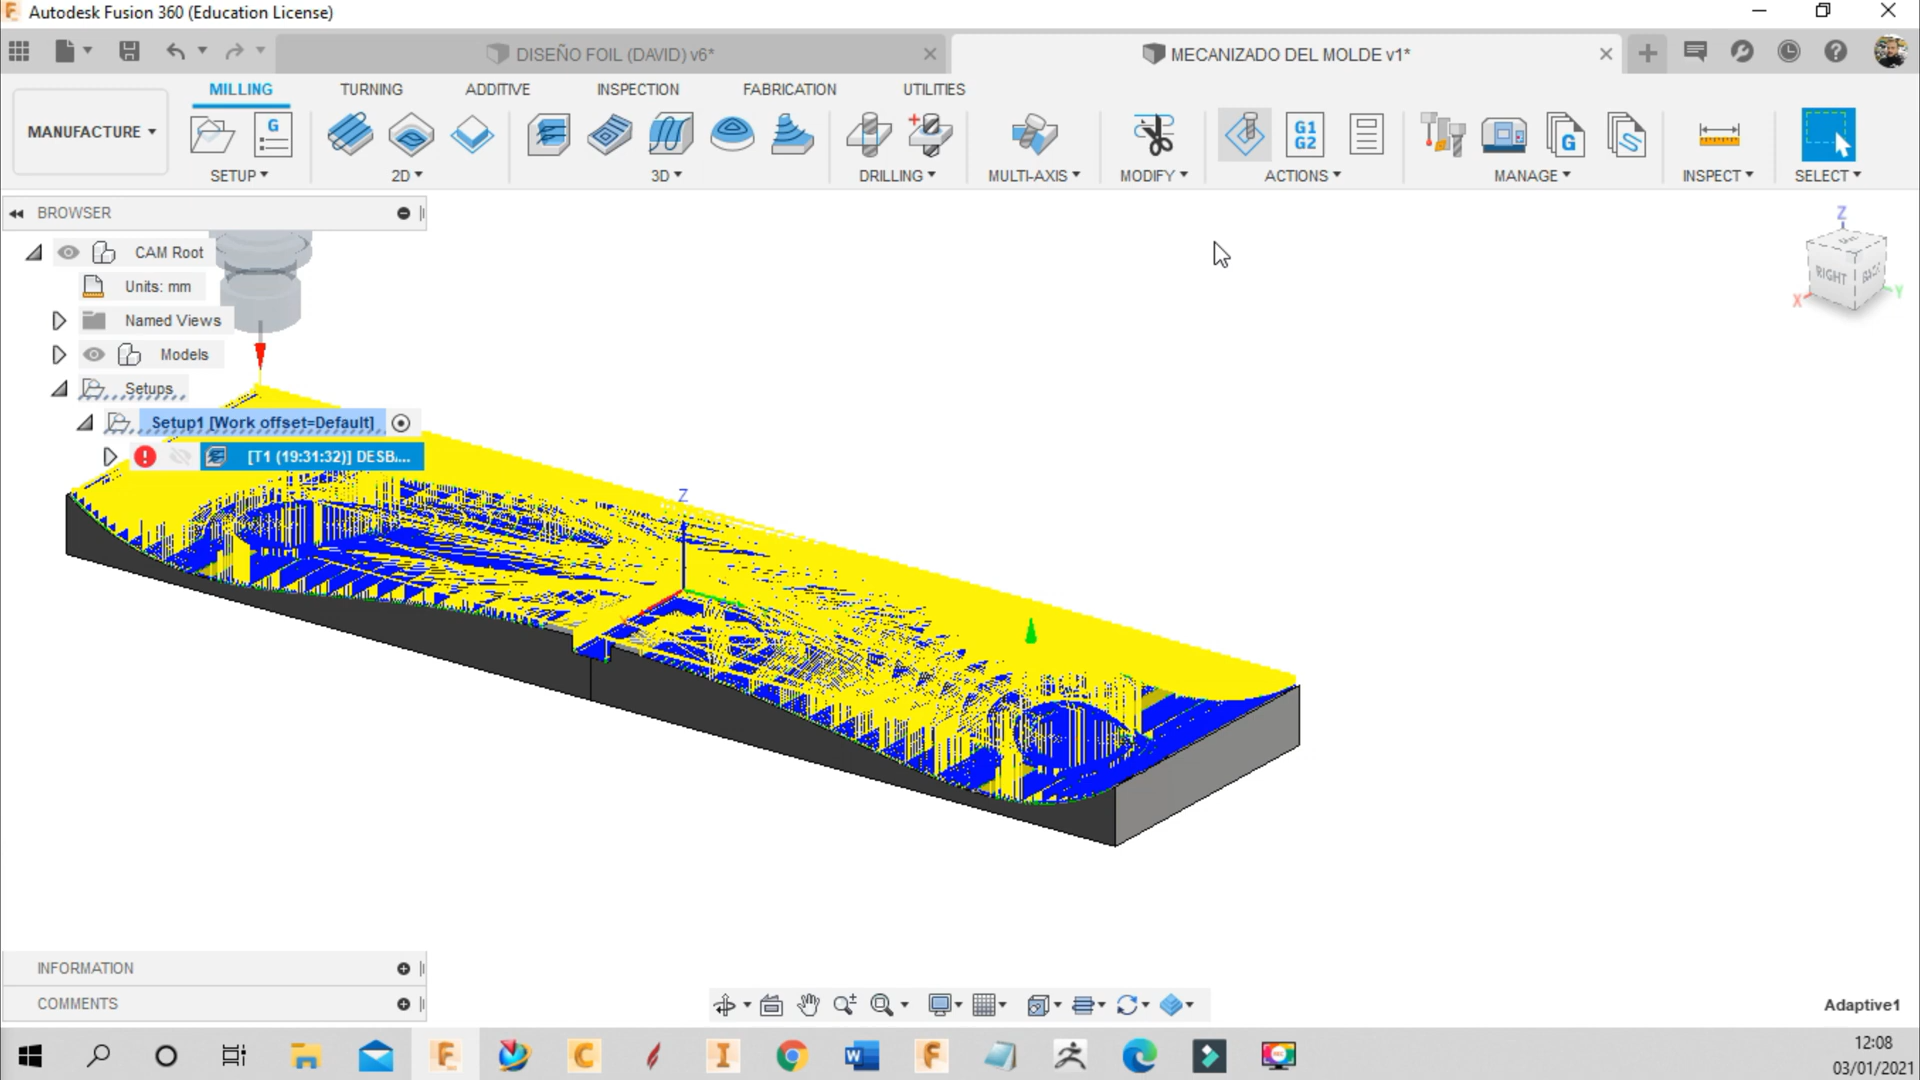 Autodesk Fusion 360 (Education License)
DISEÑO FOIL (DAVID) v6*
MECANIZADO DEL MOLDE v1*
MILLING
TURNING
ADDITIVE
INSPECTION
FABRICATION
UTILITIES
MANUFACTURE
G
G1
G2
G
SETUP
2D
3D
DRILLING
MULTI-AXIS
MODIFY
ACTIONS
MANAGE
INSPECT
SELECT
BROWSER
CAM Root
Units: mm
Named Views
Models
Setups
Setup1 [Work offset=Default]
[T1 (19:31:32)] DESB...
Z
Z
RIGHT
BACK
X
Y
INFORMATION
COMMENTS
Adaptive1
12:08
03/01/2021